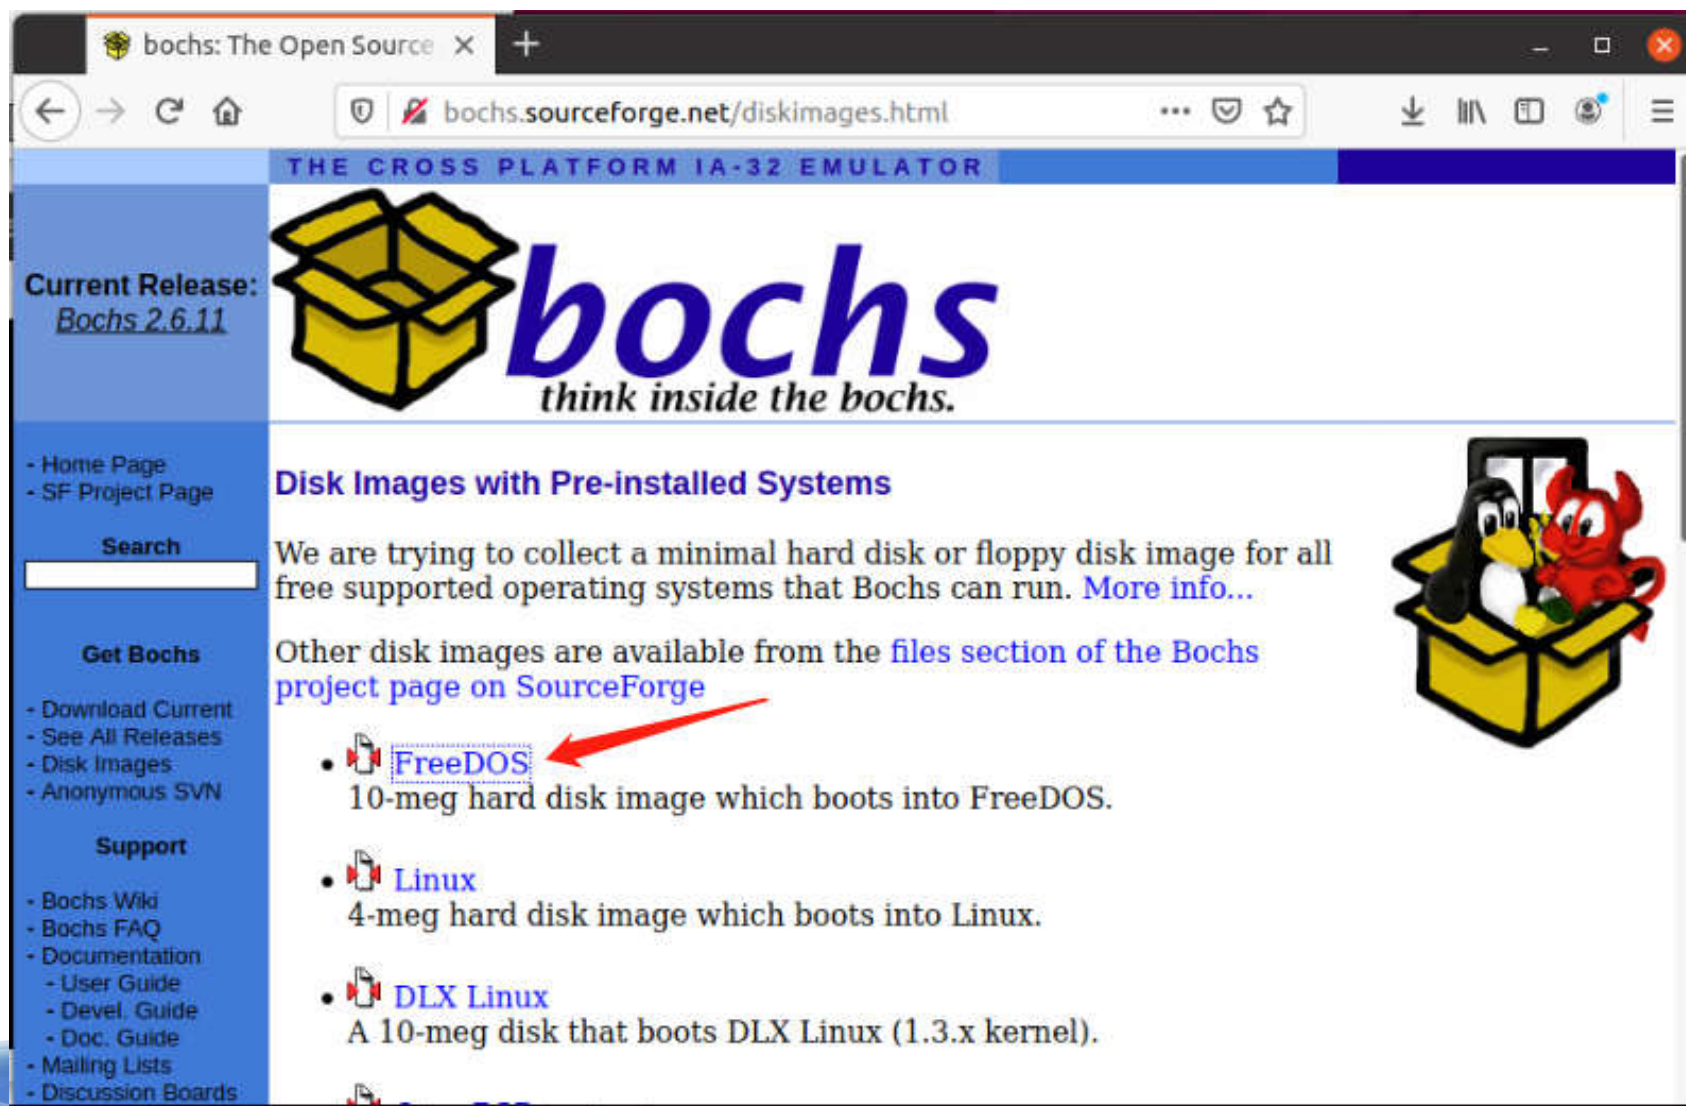 bochs: The Open Source
bochs.sourceforge.net/diskimages.html
THE CROSS PLATFORM IA-32 EMULATOR
Current Release:
Bochs 2.6.11
bochs
think inside the bochs.
- Home Page
- SF Project Page
Search
Get Bochs
- Download Current
- See All Releases
- Disk Images
- Anonymous SVN
Support
- Bochs Wiki
- Bochs FAQ
- Documentation
- User Guide
- Devel. Guide
- Doc. Guide
- Mailing Lists
- Discussion Boards
Disk Images with Pre-installed Systems
We are trying to collect a minimal hard disk or floppy disk image for all
free supported operating systems that Bochs can run. More info...
Other disk images are available from the files section of the Bochs
project page on SourceForge
• FreeDOS
10-meg hard disk image which boots into FreeDOS.
• Linux
4-meg hard disk image which boots into Linux.
• DLX Linux
A 10-meg disk that boots DLX Linux (1.3.x kernel).